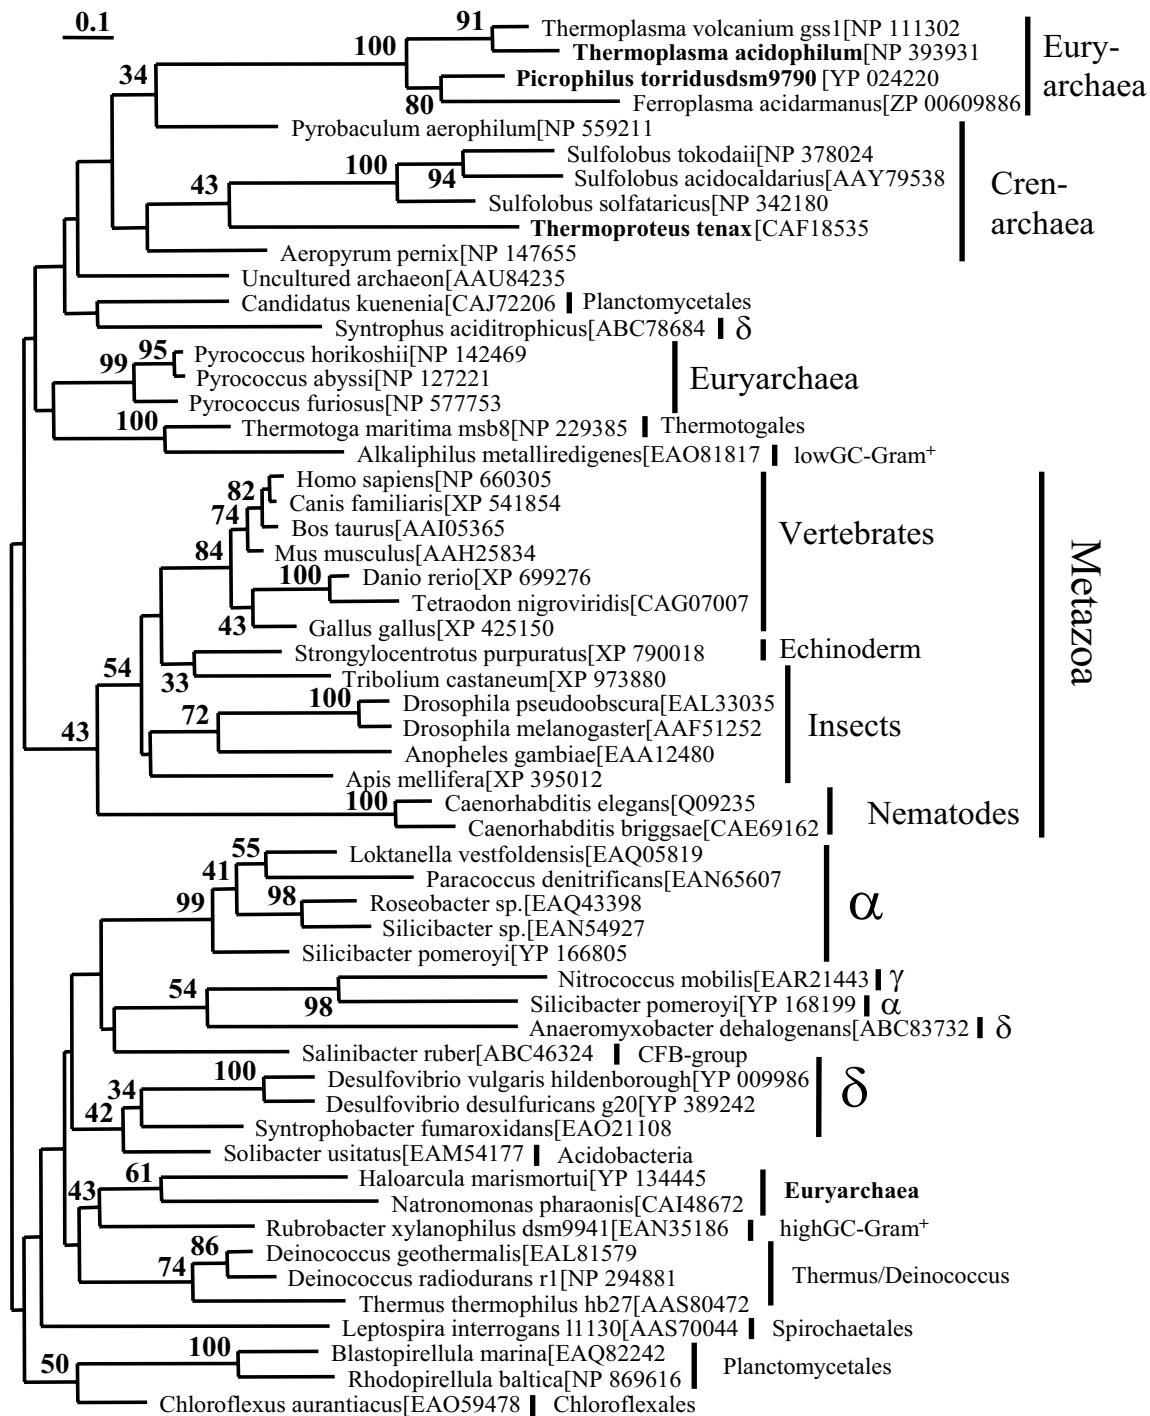 0.1
91
Thermoplasma volcanium gss1[NP 111302
100
Thermoplasma acidophilum[NP 393931
Eury-
archaea
34
Picrophilus torridusdsm9790 [YP 024220
80
Ferroplasma acidarmanus[ZP 00609886
Pyrobaculum aerophilum[NP 559211
Sulfolobus tokodaii[NP 378024
100
94
Sulfolobus acidocaldarius[AAY79538
Cren-
archaea
43
Sulfolobus solfataricus[NP 342180
Thermoproteus tenax[CAF18535
Aeropyrum pernix[NP 147655
Uncultured archaeon[AAU84235
Candidatus kuenenia[CAJ72206 Planctomycetales
Syntrophus aciditrophicus[ABC78684 δ
99
95
Pyrococcus horikoshii[NP 142469
Pyrococcus abyssi[NP 127221
Euryarchaea
Pyrococcus furiosus[NP 577753
100
Thermotoga maritima msb8[NP 229385 Thermotogales
Alkaliphilus metalliredigenes[EAO81817 lowGC-Gram+
Homo sapiens[NP 660305
82
Canis familiaris[XP 541854
74
Bos taurus[AAI05365
Vertebrates
84
Mus musculus[AAH25834
100
Danio rerio[XP 699276
Tetraodon nigroviridis[CAG07007
43
Gallus gallus[XP 425150
Metazoa
Strongylocentrotus purpuratus[XP 790018 Echinoderm
54
33
Tribolium castaneum[XP 973880
100
Drosophila pseudoobscura[EAL33035
72
Drosophila melanogaster[AAF51252
Insects
43
Anopheles gambiae[EAA12480
Apis mellifera[XP 395012
100
Caenorhabditis elegans[Q09235
Nematodes
Caenorhabditis briggsae[CAE69162
55
Loktanella vestfoldensis[EAQ05819
41
Paracoccus denitrificans[EAN65607
99
98
Roseobacter sp.[EAQ43398
α
Silicibacter sp.[EAN54927
Silicibacter pomeroyi[YP 166805
Nitrococcus mobilis[EAR21443 γ
54
98
Silicibacter pomeroyi[YP 168199 α
Anaeromyxobacter dehalogenans[ABC83732 δ
Salinibacter ruber[ABC46324 CFB-group
100
Desulfovibrio vulgaris hildenborough[YP 009986
34
δ
Desulfovibrio desulfuricans g20[YP 389242
42
Syntrophobacter fumaroxidans[EAO21108
Solibacter usitatus[EAM54177 Acidobacteria
61
Haloarcula marismortui[YP 134445
43
Euryarchaea
Natronomonas pharaonis[CAI48672
Rubrobacter xylanophilus dsm9941[EAN35186 highGC-Gram+
86
Deinococcus geothermalis[EAL81579
74
Deinococcus radiodurans r1[NP 294881
Thermus/Deinococcus
Thermus thermophilus hb27[AAS80472
Leptospira interrogans l1130[AAS70044 Spirochaetales
100
Blastopirellula marina[EAQ82242
50
Planctomycetales
Rhodopirellula baltica[NP 869616
Chloroflexus aurantiacus[EAO59478 Chloroflexales